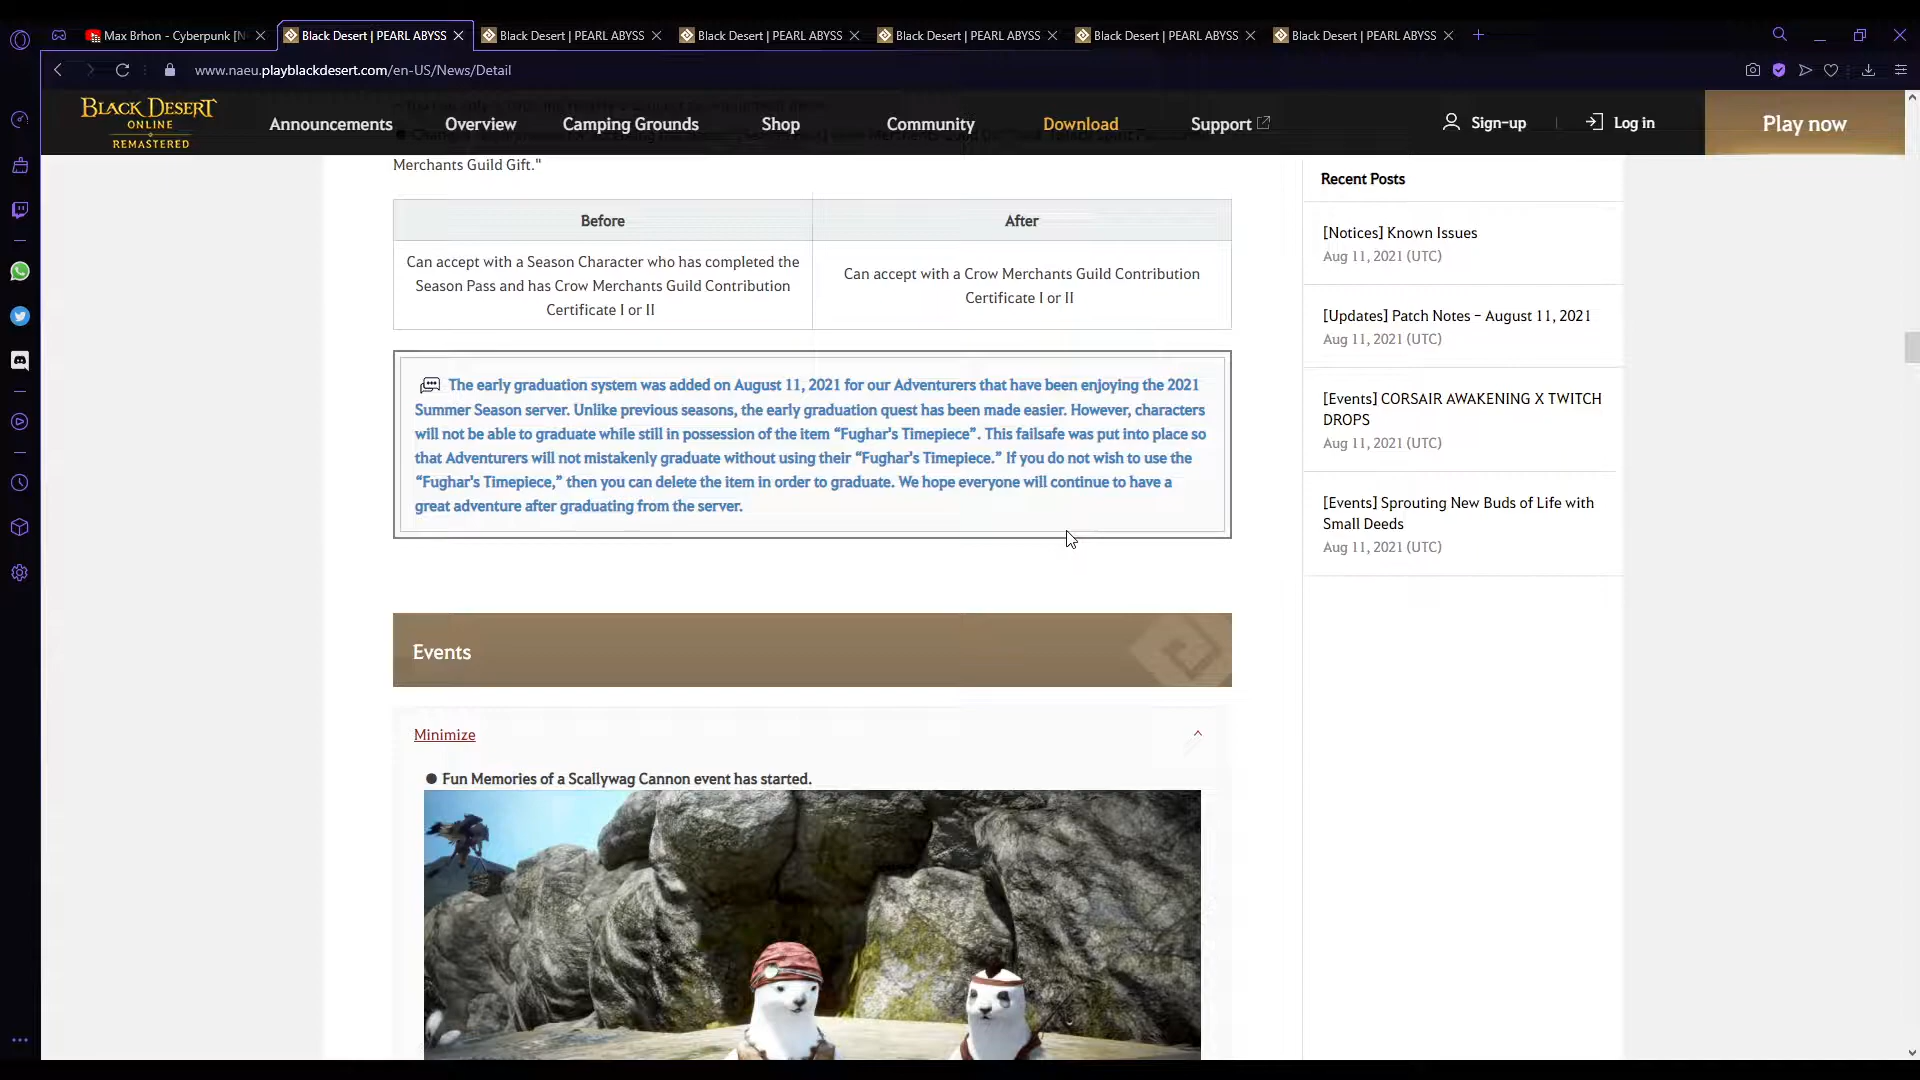 Max Brhon - Cyberpunk [N
Black Desert | PEARL ABYSS
Black Desert | PEARL ABYSS
Black Desert | PEARL ABYSS
Black Desert | PEARL ABYSS
Black Desert | PEARL ABYSS
Black Desert | PEARL ABYSS
www.naeu.playblackdesert.com/en-US/News/Detail
BLACK DESERT
ONLINE
REMASTERED
Announcements
Overview
Camping Grounds
Shop
Community
Download
Support
Sign-up
Log in
Play now
Merchants Guild Gift."
Before
After
Can accept with a Season Character who has completed the
Season Pass and has Crow Merchants Guild Contribution
Certificate I or II
Can accept with a Crow Merchants Guild Contribution
Certificate I or II
The early graduation system was added on August 11, 2021 for our Adventurers that have been enjoying the 2021
Summer Season server. Unlike previous seasons, the early graduation quest has been made easier. However, characters
will not be able to graduate while still in possession of the item “Fughar's Timepiece”. This failsafe was put into place so
that Adventurers will not mistakenly graduate without using their “Fughar's Timepiece.” If you do not wish to use the
“Fughar's Timepiece,” then you can delete the item in order to graduate. We hope everyone will continue to have a
great adventure after graduating from the server.
Events
Minimize
● Fun Memories of a Scallywag Cannon event has started.
Recent Posts
[Notices] Known Issues
Aug 11, 2021 (UTC)
[Updates] Patch Notes – August 11, 2021
Aug 11, 2021 (UTC)
[Events] CORSAIR AWAKENING X TWITCH
DROPS
Aug 11, 2021 (UTC)
[Events] Sprouting New Buds of Life with
Small Deeds
Aug 11, 2021 (UTC)